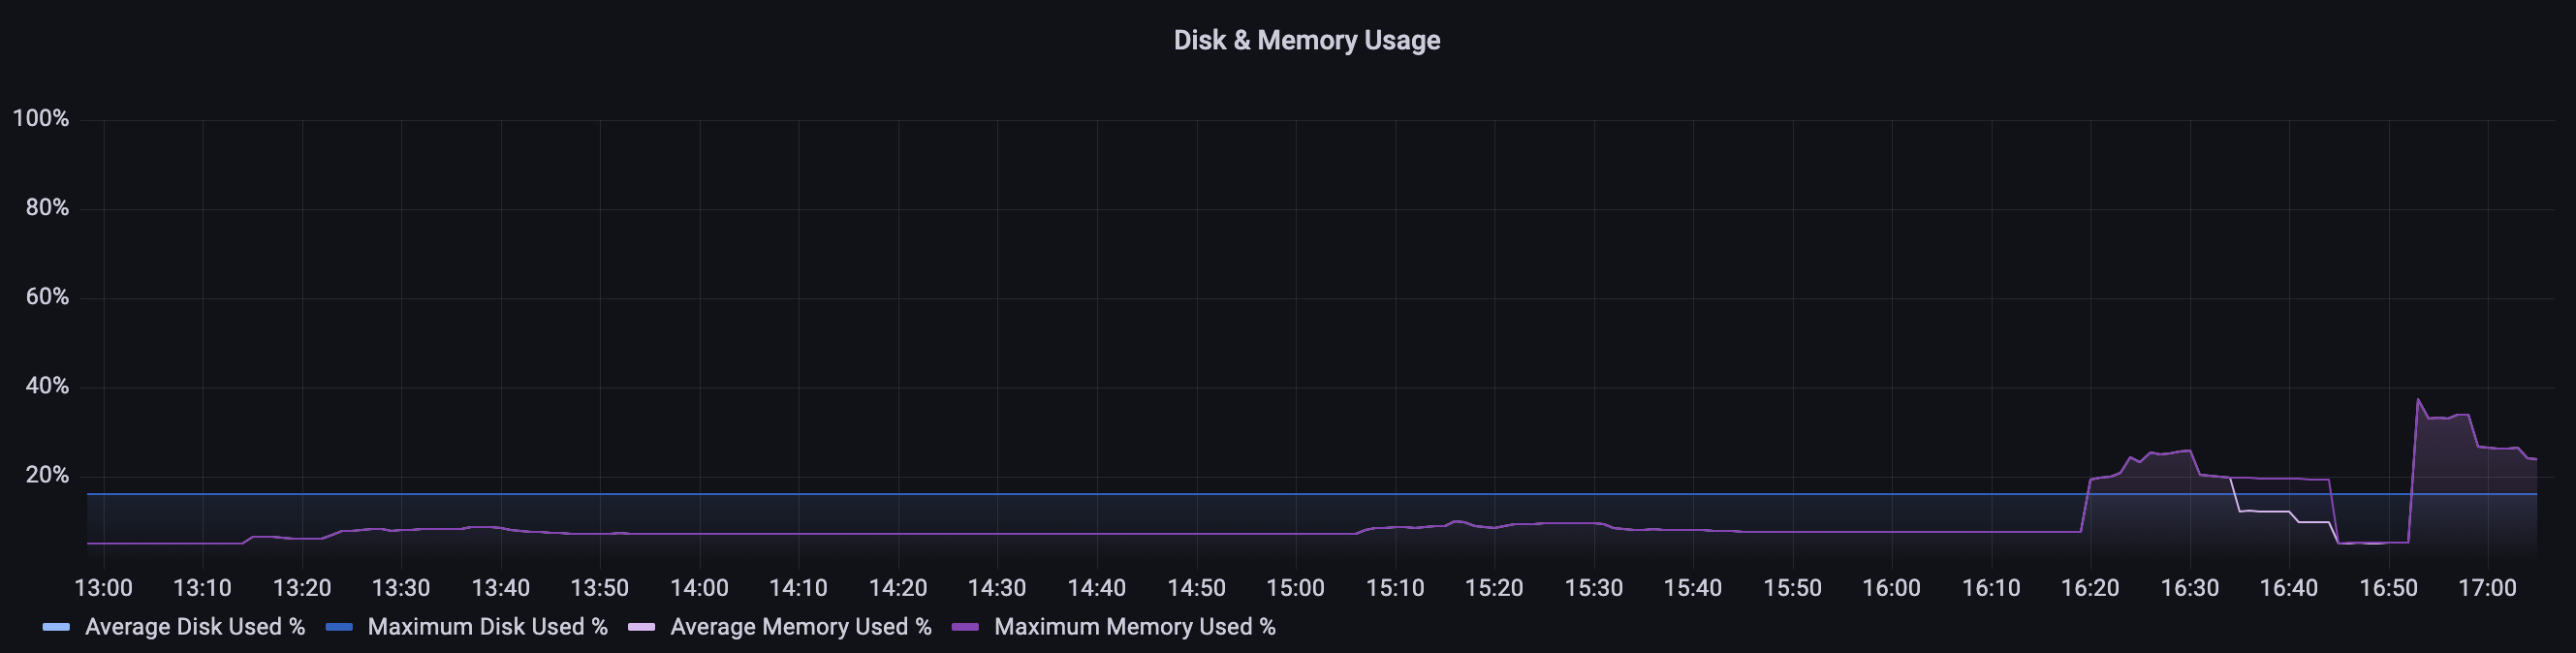 Disk & Memory Usage
100%
80%
60%
40%
20%
13:00 13:10 13:20 13:30 13:40 13:50 14:00 14:10 14:20 14:30 14:40 14:50 15:00 15:10 15:20 15:30 15:40 15:50 16:00 16:10 16:20 16:30 16:40 16:50 17:00
Average Disk Used % Maximum Disk Used % Average Memory Used % Maximum Memory Used %